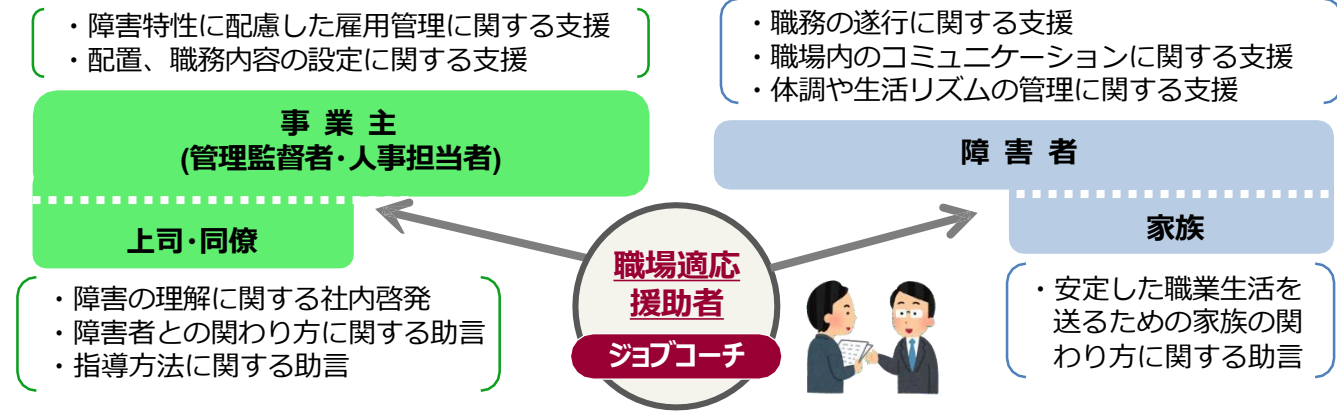 ・障害特性に配慮した雇用管理に関する支援
・配置、職務内容の設定に関する支援
事業主
(管理監督者･人事担当者)
上司･同僚
・障害の理解に関する社内啓発
・障害者との関わり方に関する助言
・指導方法に関する助言
職場適応
援助者
ジョブコーチ
・職務の遂行に関する支援
・職場内のコミュニケーションに関する支援
・体調や生活リズムの管理に関する支援
障害者
家族
・安定した職業生活を
送るための家族の関
わり方に関する助言